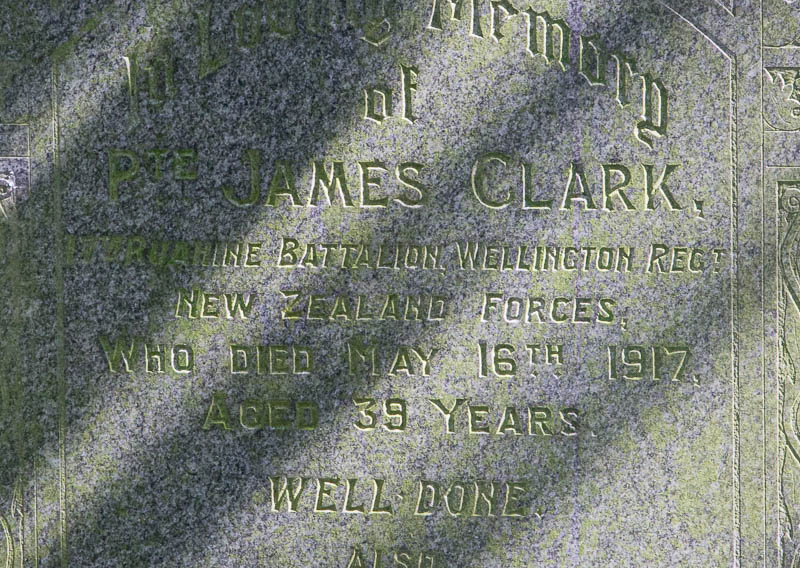 In Loving Memory
of
PTE JAMES CLARK,
RUAHINE BATTALION, WELLINGTON REGT
NEW ZEALAND FORCES,
WHO DIED MAY 16TH 1917,
AGED 39 YEARS.
WELL DONE.
ALSO